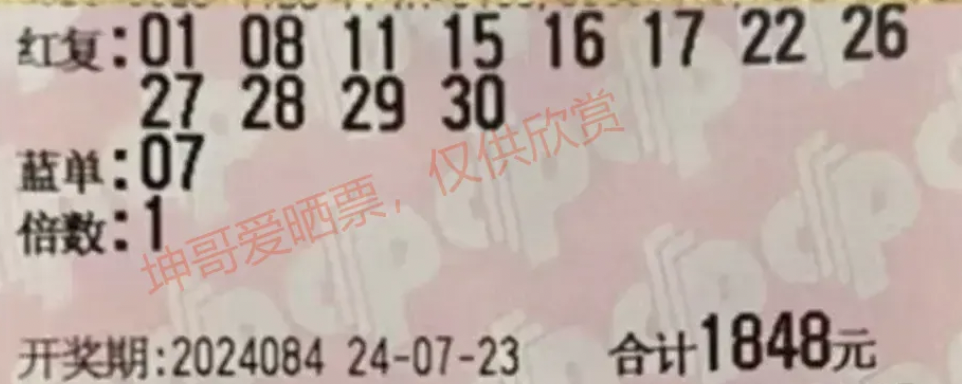 红复:01 08 11 15 16 17 22 26
27 28 29 30
蓝单:07
倍数:1
坤哥爱晒票，仅供欣赏
开奖期:2024084 24-07-23 合计1848元